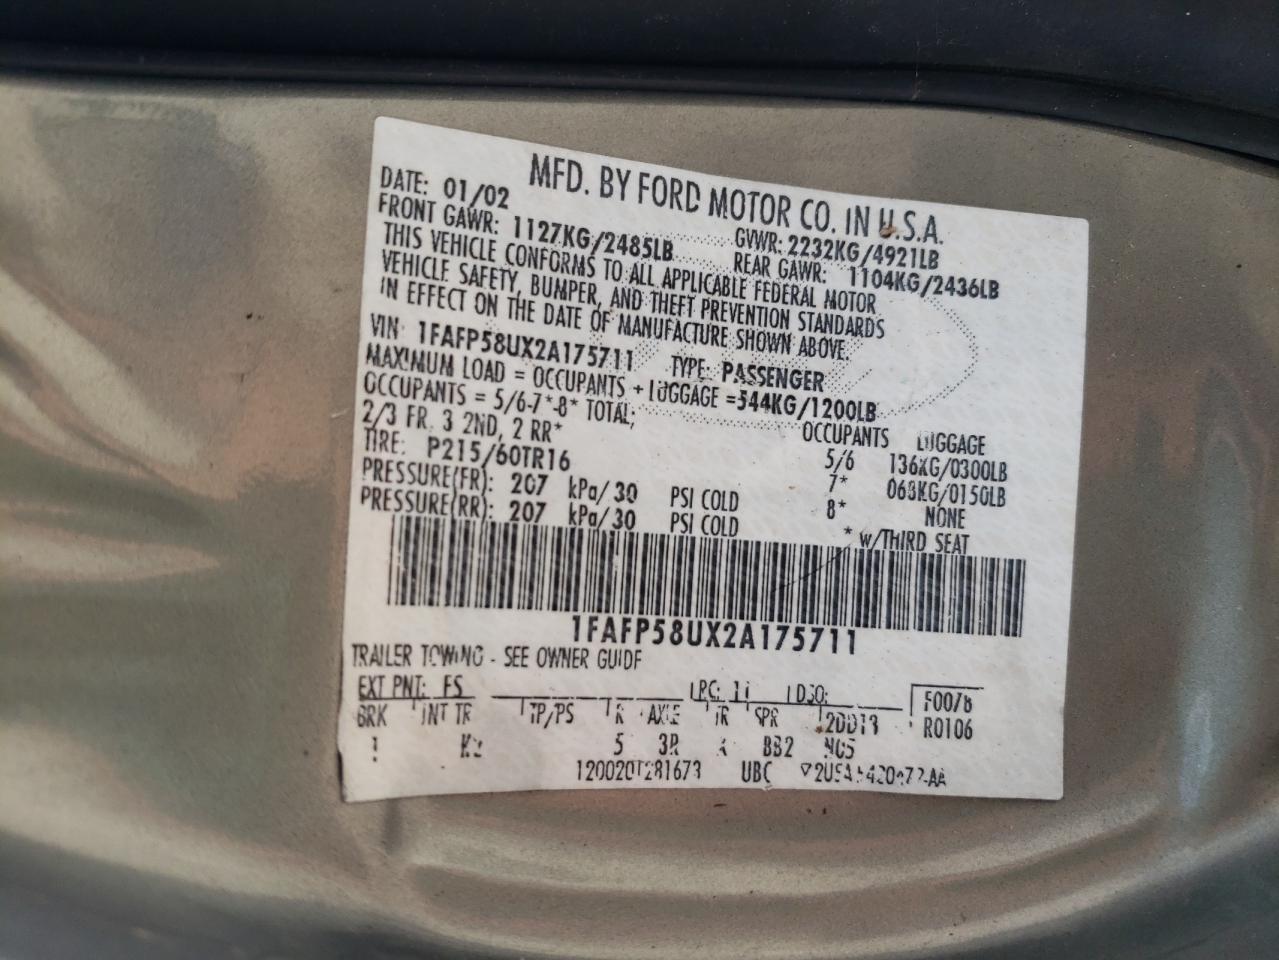 MFD. BY FORD MOTOR CO. IN U.S.A.
DATE: 01/02 GVWR: 2232KG/4921LB
FRONT GAWR: 1127KG/2485LB REAR GAWR: 1104KG/2436LB
THIS VEHICLE CONFORMS TO ALL APPLICABLE FEDERAL MOTOR
VEHICLE SAFETY, BUMPER, AND THEFT PREVENTION STANDARDS
IN EFFECT ON THE DATE OF MANUFACTURE SHOWN ABOVE.
VIN: 1FAFP58UX2A175711 TYPE: PASSENGER
MAXIMUM LOAD = OCCUPANTS + LUGGAGE =544KG/1200LB
OCCUPANTS = 5/6-7*-8* TOTAL; OCCUPANTS LUGGAGE
2/3 FR, 3 2ND, 2 RR* 5/6 136KG/0300LB
TIRE: P215/60TR16 7* 068KG/0150LB
PRESSURE(FR): 207 kPa/30 PSI COLD 8* NONE
PRESSURE(RR): 207 kPa/30 PSI COLD * w/THIRD SEAT
1FAFP58UX2A175711
TRAILER TOWING - SEE OWNER GUIDE
EXT PNT: FS DSO: F0078
BRK INT TR TP/PS R AXLE TR SPR R0106
5 3R
UBC